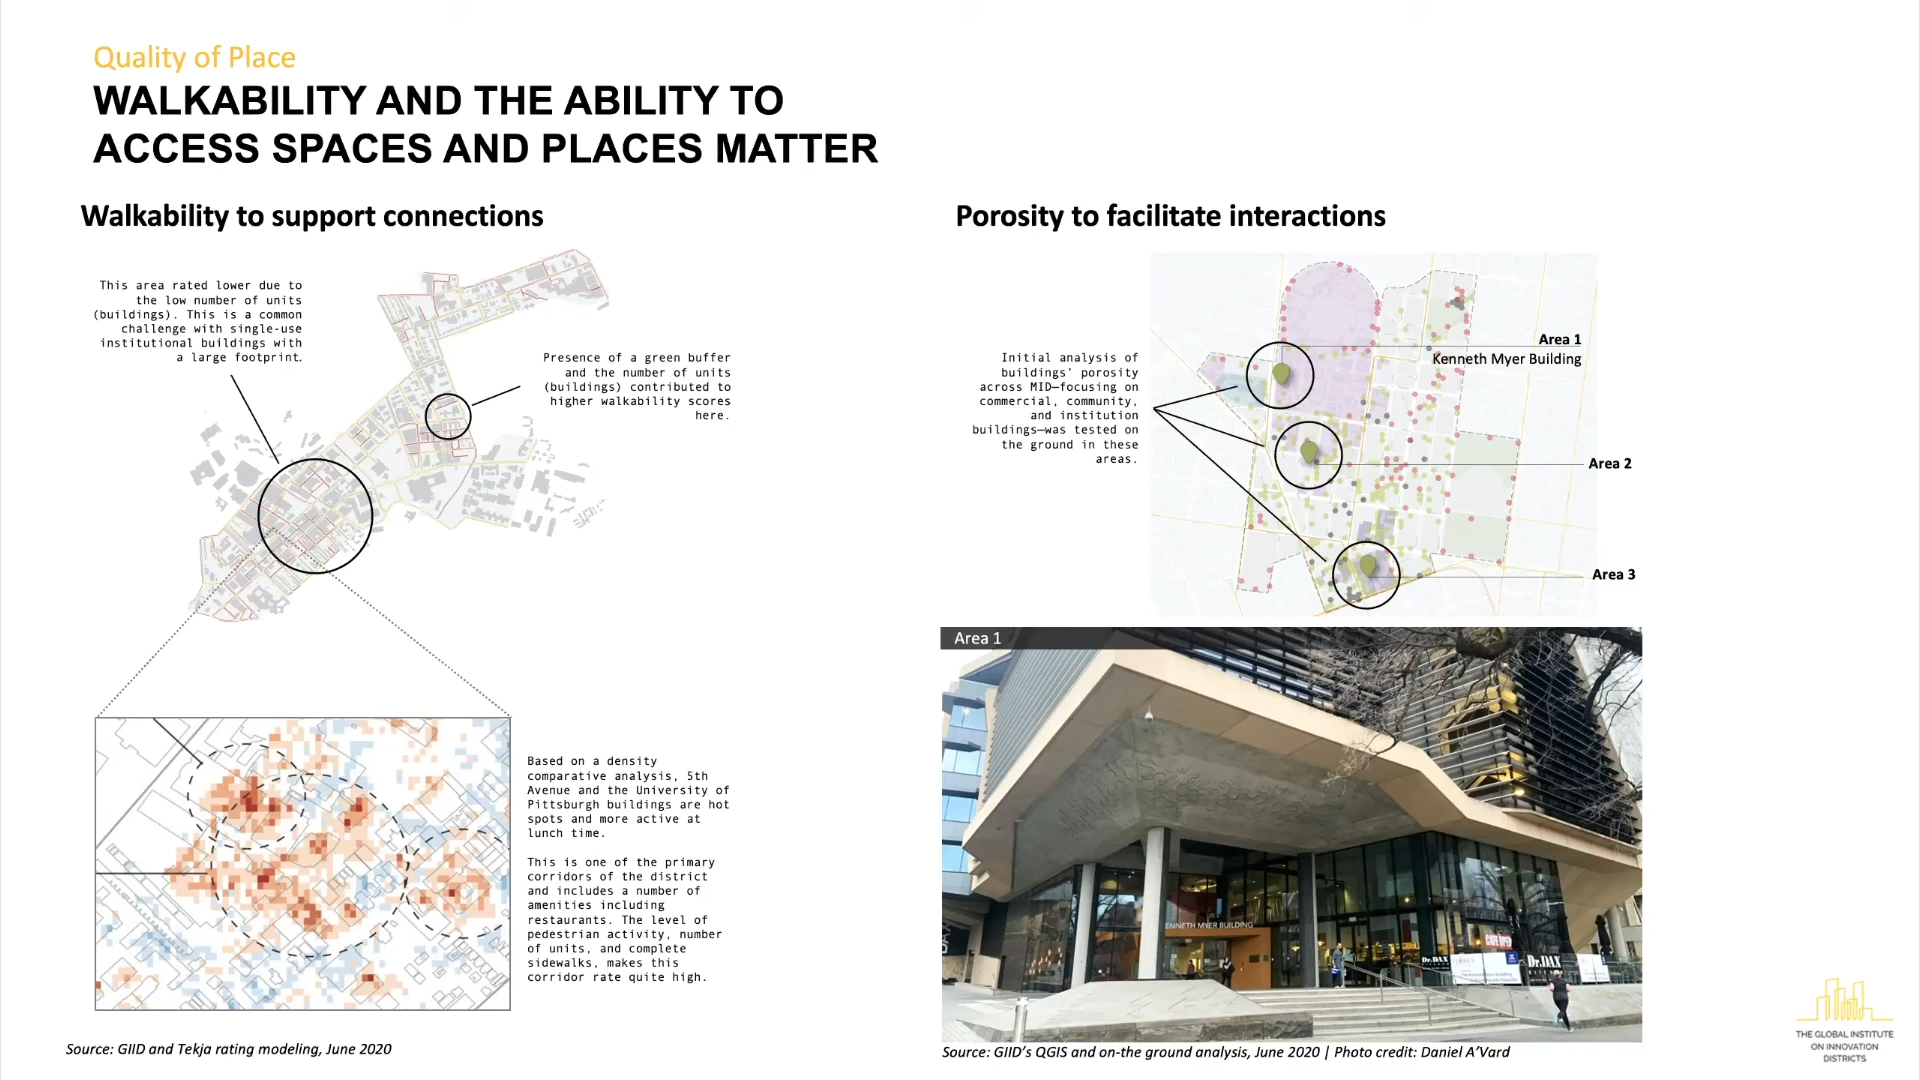 Quality of Place
WALKABILITY AND THE ABILITY TO
ACCESS SPACES AND PLACES MATTER
Walkability to support connections
This area rated lower due to
the low number of units
(buildings). This is a common
challenge with single-use
institutional buildings with
a large footprint.
Presence of a green buffer
and the number of units
(buildings) contributed to
higher walkability scores
here.
Based on a density
comparative analysis, 5th
Avenue and the University of
Pittsburgh buildings are hot
spots and more active at
lunch time.
This is one of the primary
corridors of the district
and includes a number of
amenities including
restaurants. The level of
pedestrian activity, number
of units, and complete
sidewalks, makes this
corridor rate quite high.
Source: GIID and Tekja rating modeling, June 2020
Porosity to facilitate interactions
Initial analysis of
buildings' porosity
across MID—focusing on
commercial, community,
and institution
buildings—was tested on
the ground in these
areas.
Area 1
Kenneth Myer Building
Area 2
Area 3
Area 1
ENNETH MYER BUILDING
CAFE OPEN
Dr.DAX
KITCHEN
Dr.DAX
KITCHEN
Source: GIID's QGIS and on-the ground analysis, June 2020 | Photo credit: Daniel A'Vard
THE GLOBAL INSTITUTE
ON INNOVATION
DISTRICTS